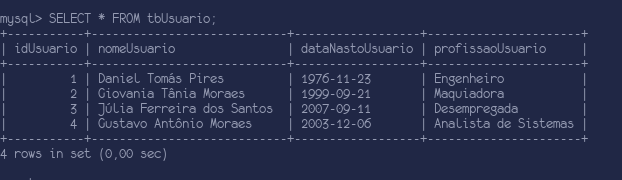 mysql> SELECT * FROM tbUsuario;
+-----------+--------------------------+------------------+----------------------+
| idUsuario | nomeUsuario | dataNastoUsuario | profissaoUsuario |
+-----------+--------------------------+------------------+----------------------+
| 1 | Daniel Tomás Pires | 1976-11-23 | Engenheiro |
| 2 | Giovania Tânia Moraes | 1999-09-21 | Maquiadora |
| 3 | Júlia Ferreira dos Santos | 2007-09-11 | Desempregada |
| 4 | Gustavo Antônio Moraes | 2003-12-06 | Analista de Sistemas |
+-----------+--------------------------+------------------+----------------------+
4 rows in set (0,00 sec)